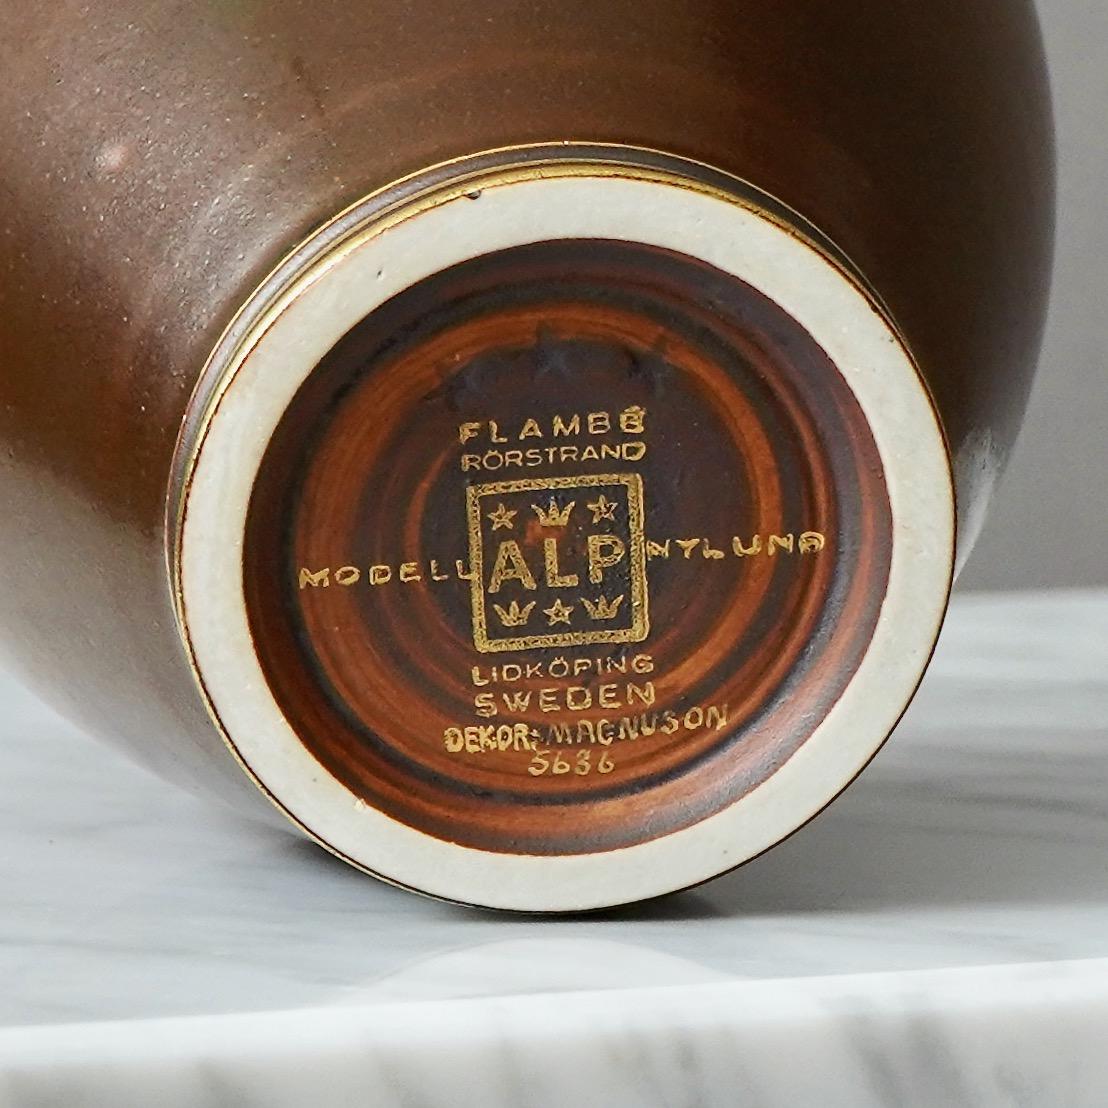 FLAMBÉ
RÖRSTRAND
MODELL ALP NYLUND
LIDKÖPING
SWEDEN
DEKOR: MAGNUSON
5636